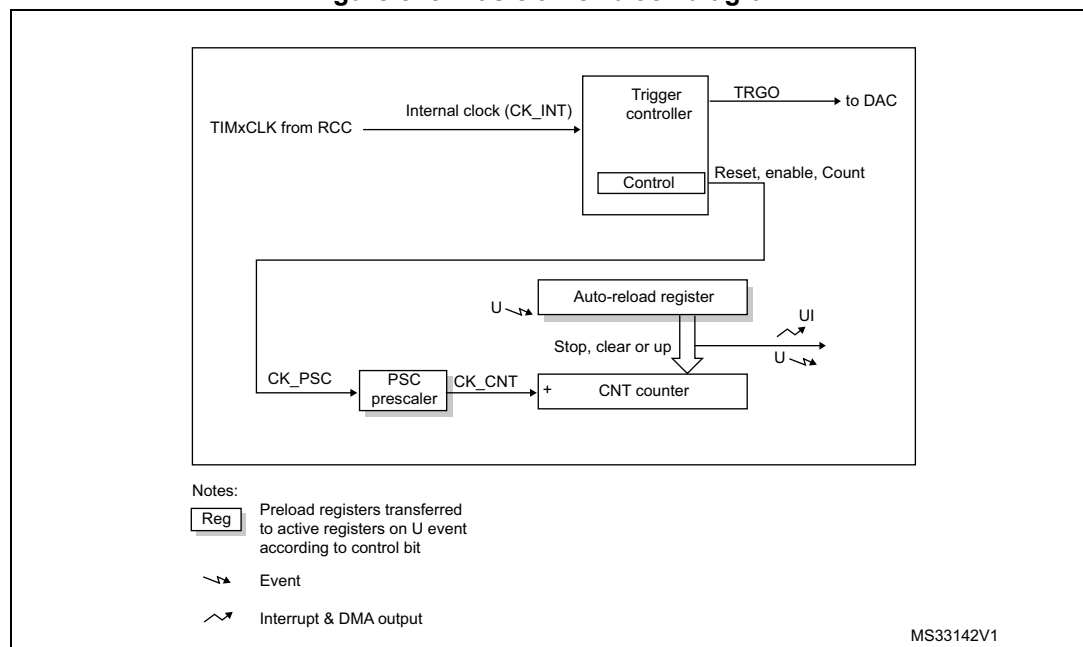 Trigger
controller
TRGO
to DAC
Internal clock (CK_INT)
TIMxCLK from RCC
Control
Reset, enable, Count
Auto-reload register
U
UI
Stop, clear or up
U
CK_PSC
PSC
prescaler
CK_CNT
+
CNT counter
Notes:
Reg
Preload registers transferred
to active registers on U event
according to control bit
Event
Interrupt & DMA output
MS33142V1